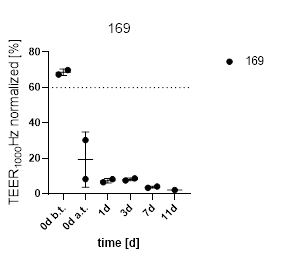 169
169
TEER1000Hz normalized [%]
80
60
40
20
0
0d b.t.
0d a.t.
1d
3d
7d
11d
time [d]